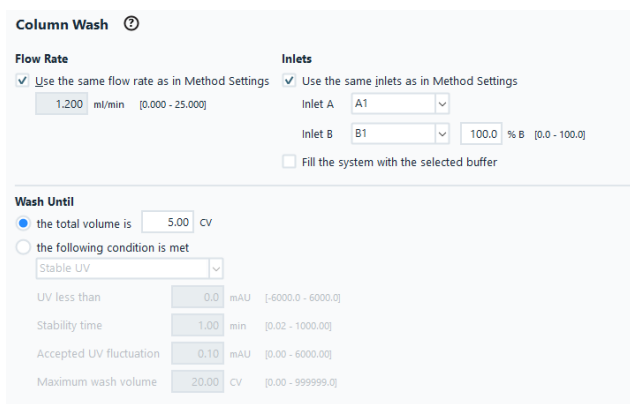 Column Wash ?
Flow Rate
Use the same flow rate as in Method Settings
1.200 ml/min [0.000 - 25.000]
Inlets
Use the same inlets as in Method Settings
Inlet A A1
Inlet B B1 100.0 % B [0.0 - 100.0]
Fill the system with the selected buffer
Wash Until
the total volume is 5.00 CV
the following condition is met
Stable UV
UV less than 0.0 mAU [-6000.0 - 6000.0]
Stability time 1.00 min [0.02 - 1000.00]
Accepted UV fluctuation 0.10 mAU [0.00 - 6000.00]
Maximum wash volume 20.00 CV [0.00 - 999999.0]